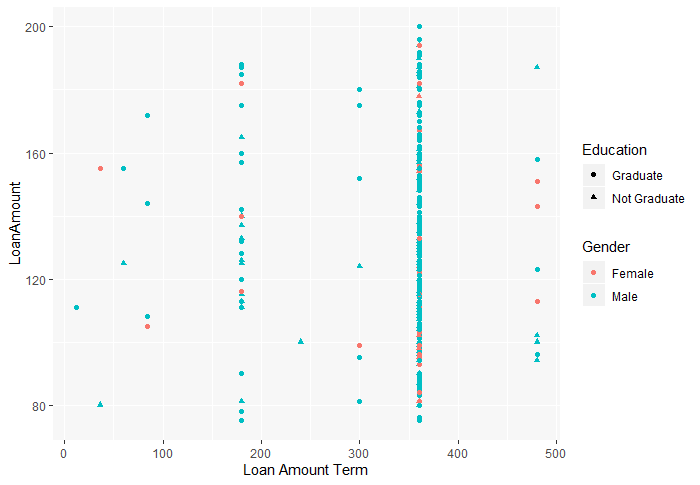 200
160
120
80
LoanAmount
0 100 200 300 400 500
Loan Amount Term
Education
Graduate
Not Graduate
Gender
Female
Male